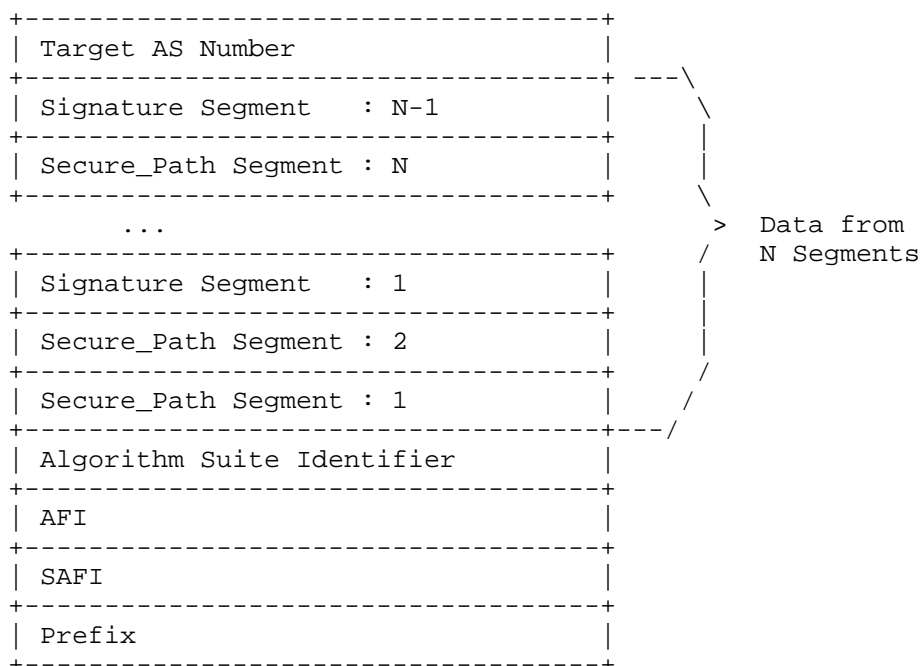 Target AS Number
Signature Segment   : N-1
Secure_Path Segment : N
...
> Data from
N Segments
Signature Segment   : 1
Secure_Path Segment : 2
Secure_Path Segment : 1
Algorithm Suite Identifier
AFI
SAFI
Prefix